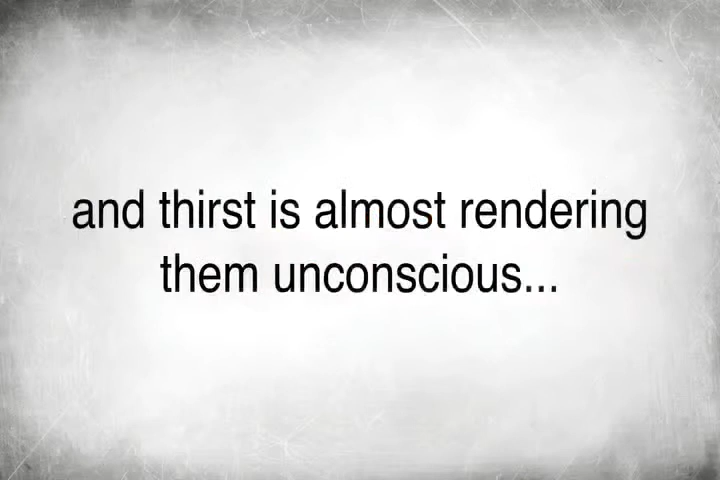 and thirst is almost rendering
them unconscious...